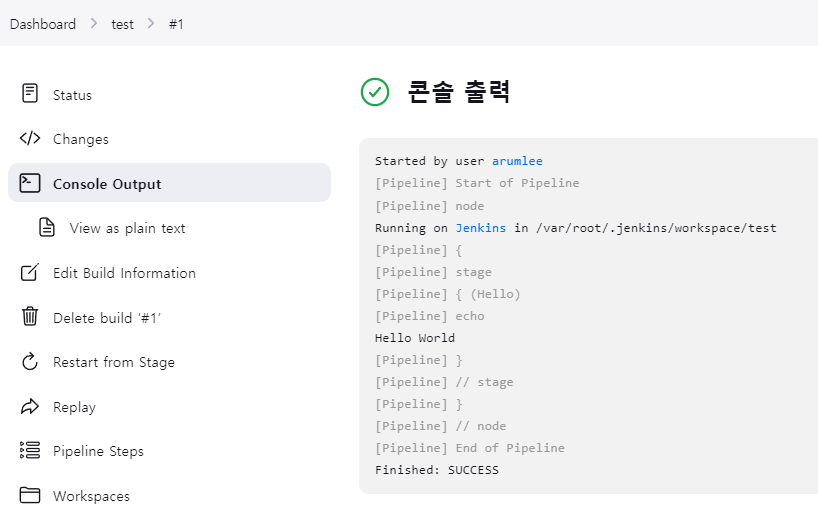 Dashboard > test > #1
Status
Changes
Console Output
View as plain text
Edit Build Information
Delete build ‘#1’
Restart from Stage
Replay
Pipeline Steps
Workspaces
콘솔 출력
Started by user arumlee
[Pipeline] Start of Pipeline
[Pipeline] node
Running on Jenkins in /var/root/.jenkins/workspace/test
[Pipeline] {
[Pipeline] stage
[Pipeline] { (Hello)
[Pipeline] echo
Hello World
[Pipeline] }
[Pipeline] // stage
[Pipeline] }
[Pipeline] // node
[Pipeline] End of Pipeline
Finished: SUCCESS